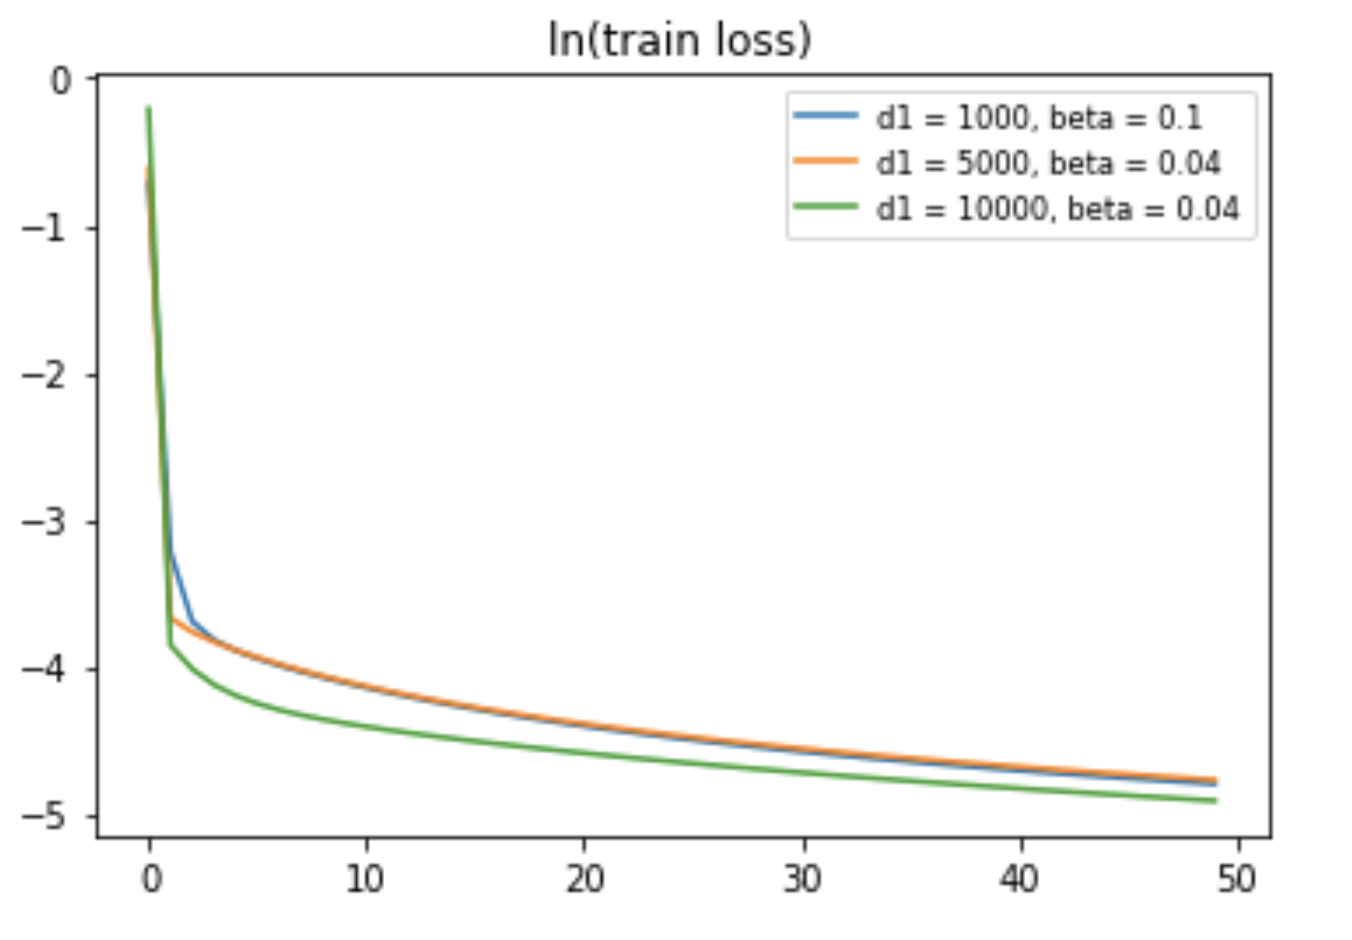 ln(train loss)
0
−1
−2
−3
−4
−5
d1 = 1000, beta = 0.1
d1 = 5000, beta = 0.04
d1 = 10000, beta = 0.04
0 10 20 30 40 50